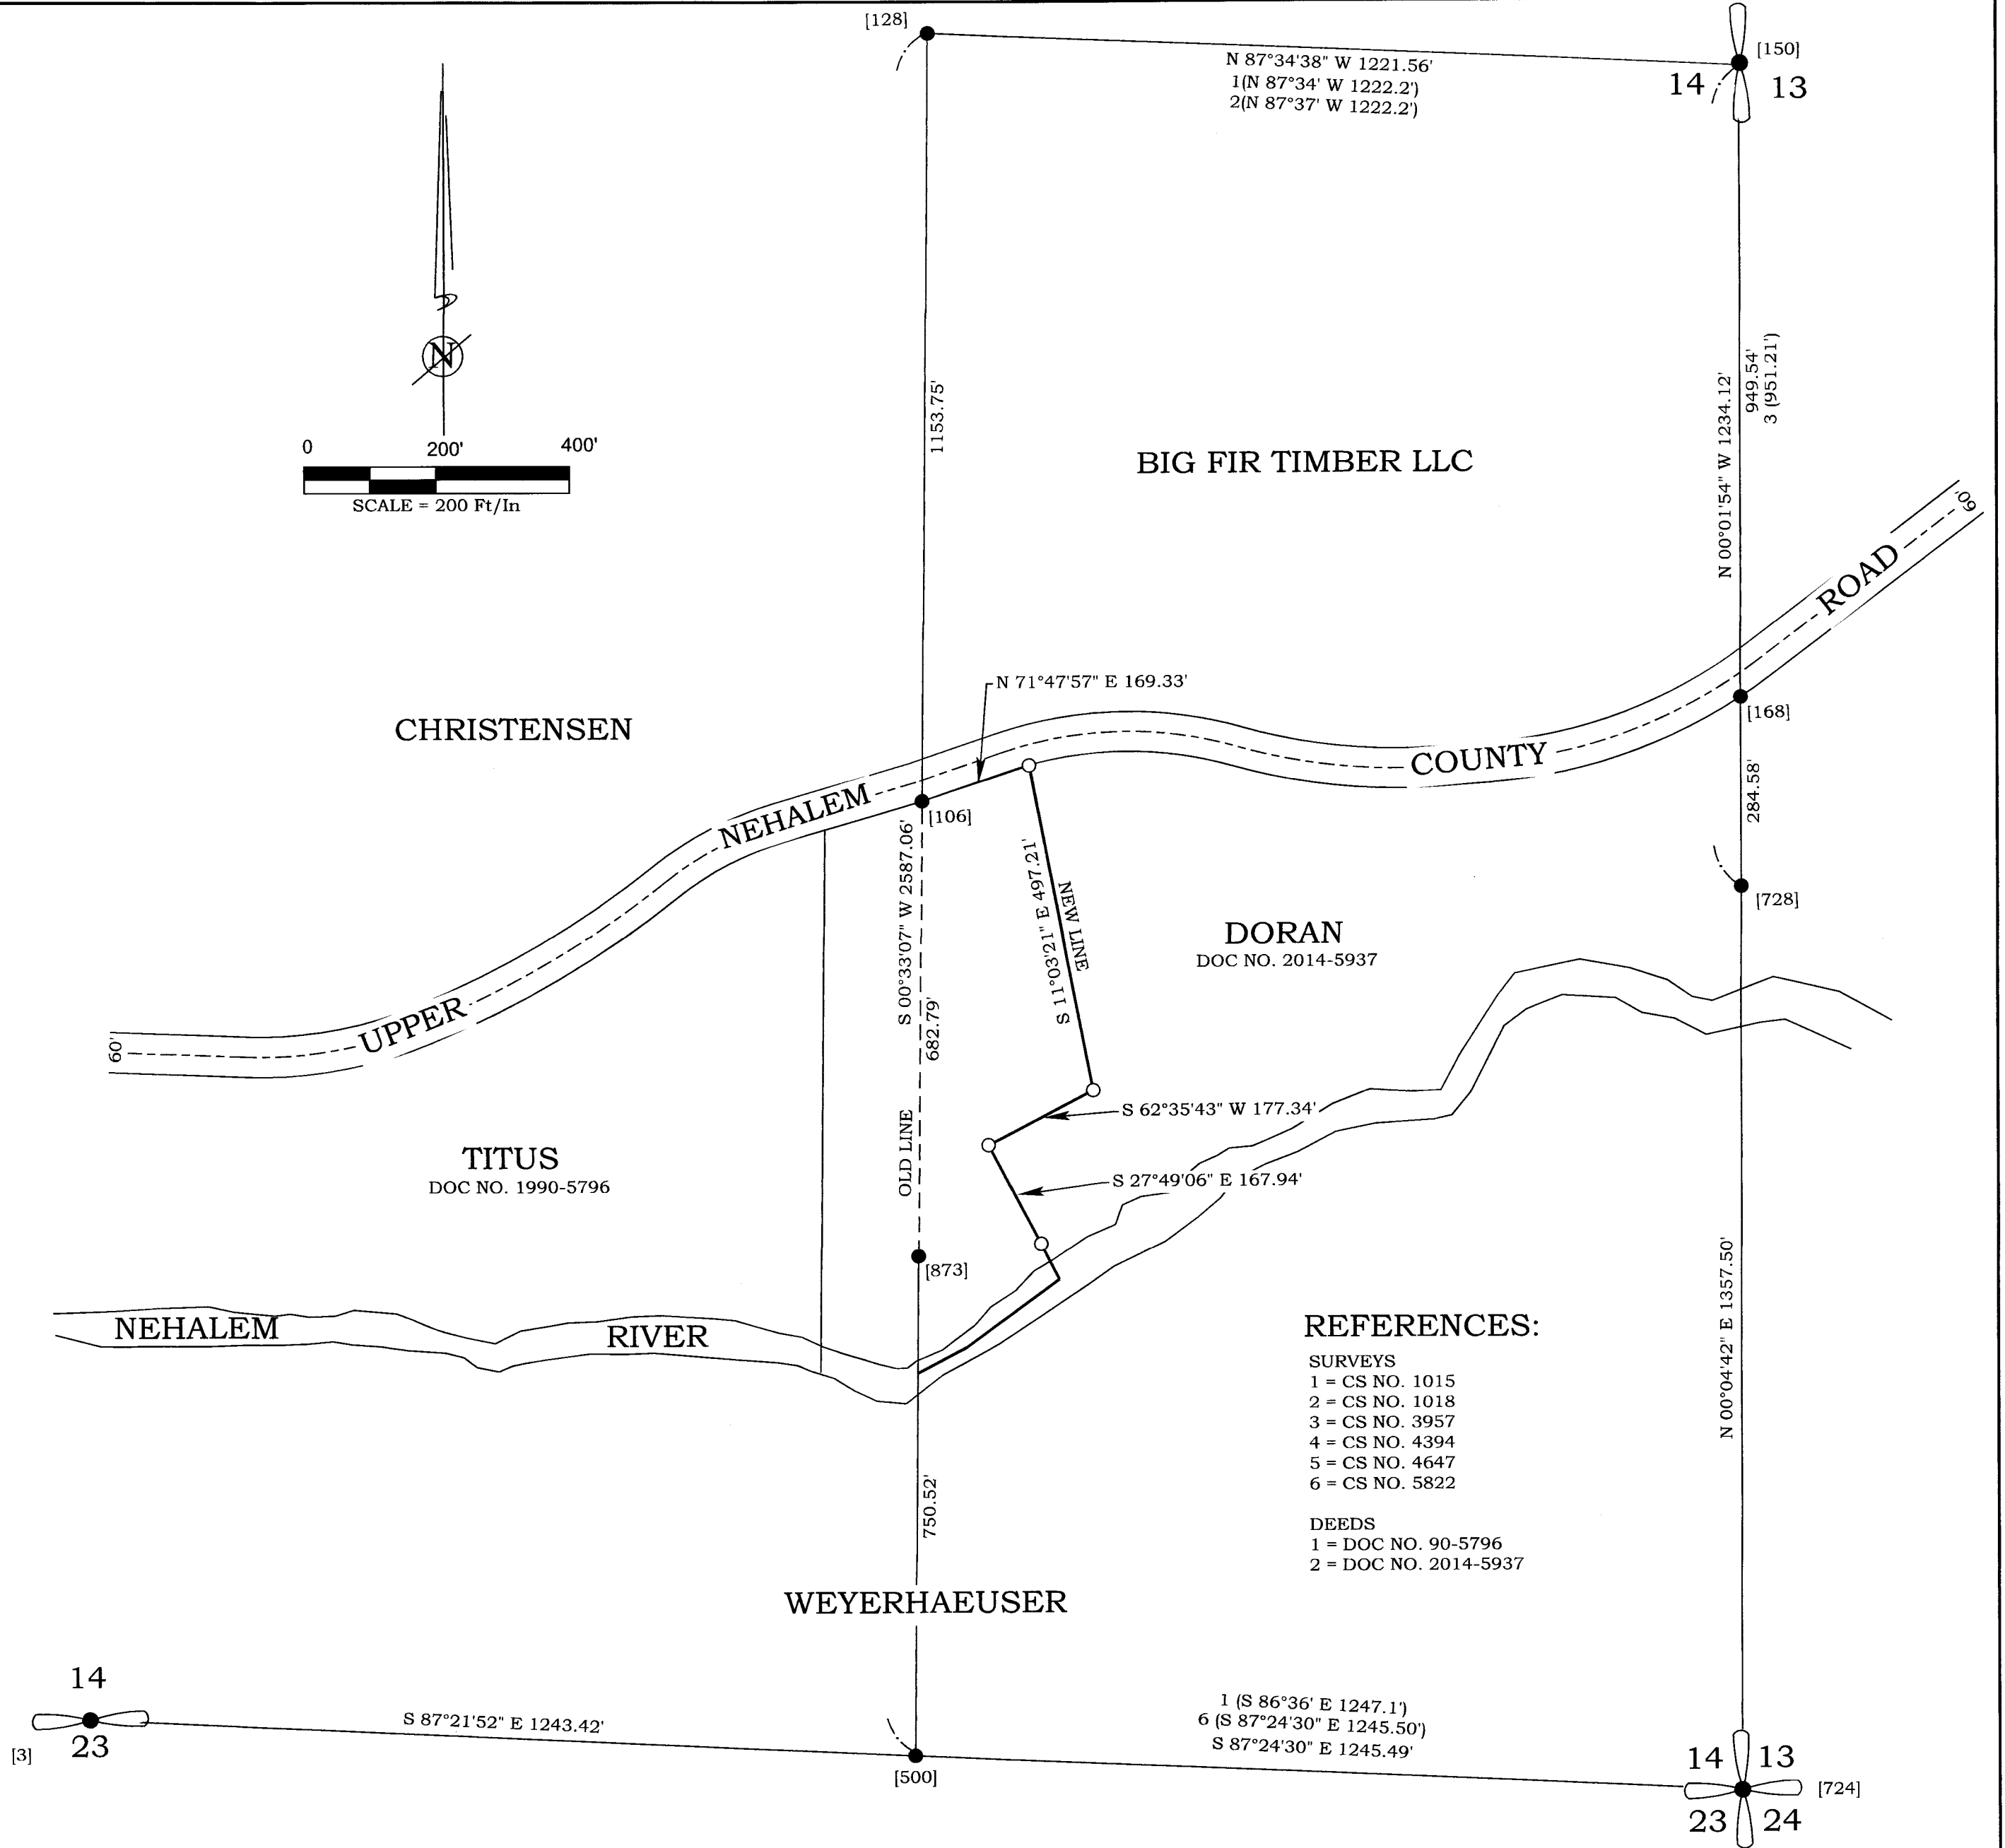 [128]
[150]
N 87°34'38" W 1221.56'
1(N 87°34' W 1222.2')
2(N 87°37' W 1222.2')
14 13
N
0 200' 400'
SCALE = 200 Ft/In
1153.75'
N 00°01'54" W 1234.12'
949.54'
3 (951.21')
BIG FIR TIMBER LLC
60'
ROAD
N 71°47'57" E 169.33'
[168]
CHRISTENSEN
COUNTY
NEHALEM
[106]
284.58'
S 00°33'07" W 2587.06'
682.79'
OLD LINE
S 11°03'21" E 497.21'
NEW LINE
[728]
DORAN
DOC NO. 2014-5937
UPPER
60'
S 62°35'43" W 177.34'
TITUS
DOC NO. 1990-5796
S 27°49'06" E 167.94'
[873]
N 00°04'42" E 1357.50'
NEHALEM
RIVER
REFERENCES:
SURVEYS
1 = CS NO. 1015
2 = CS NO. 1018
3 = CS NO. 3957
4 = CS NO. 4394
5 = CS NO. 4647
6 = CS NO. 5822
DEEDS
1 = DOC NO. 90-5796
2 = DOC NO. 2014-5937
750.52'
WEYERHAEUSER
14
23
[3]
S 87°21'52" E 1243.42'
[500]
1 (S 86°36' E 1247.1')
6 (S 87°24'30" E 1245.50')
S 87°24'30" E 1245.49'
14 13
[724]
23 24